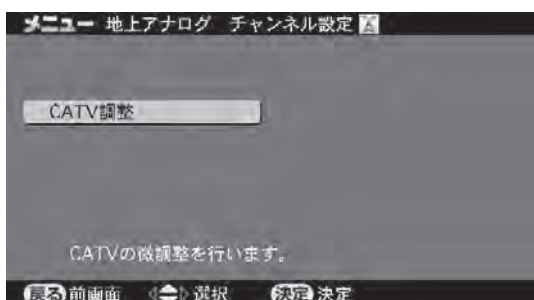 メニュー 地上アナログ チャンネル設定
CATV調整
CATVの微調整を行います。
戻る 前画面 選択 決定 決定